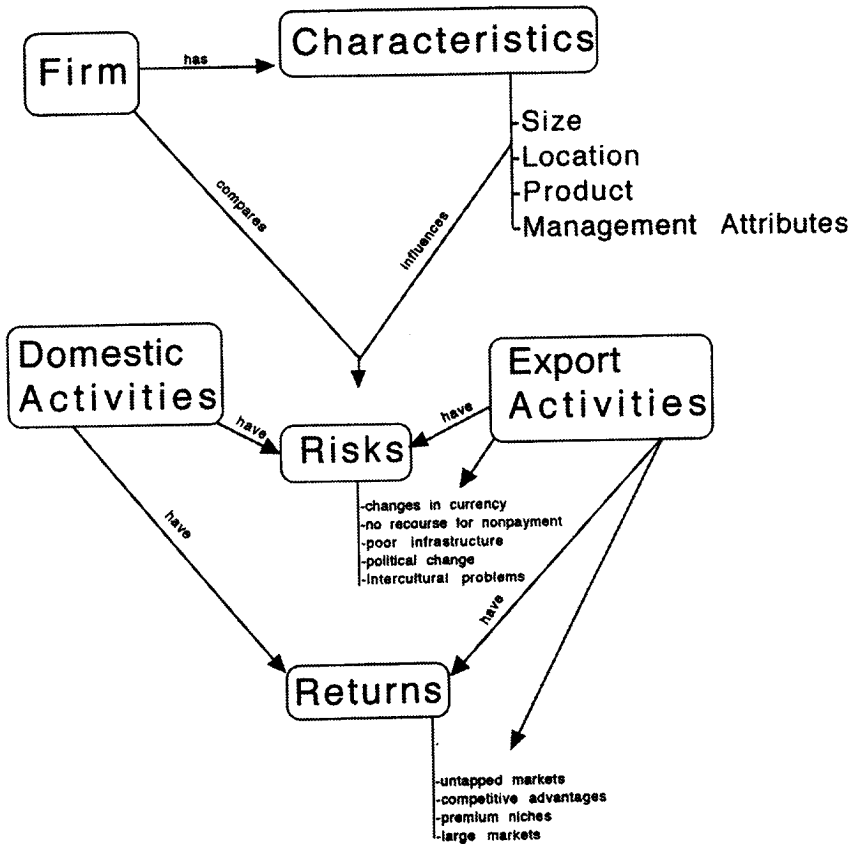 Characteristics
Firm
has
-Size
-Location
-Product
-Management Attributes
compares
influences
Domestic
Activities
Export
Activities
have
have
Risks
-changes in currency
-no recourse for nonpayment
-poor infrastructure
-political change
-intercultural problems
have
have
Returns
-untapped markets
-competitive advantages
-premium niches
-large markets